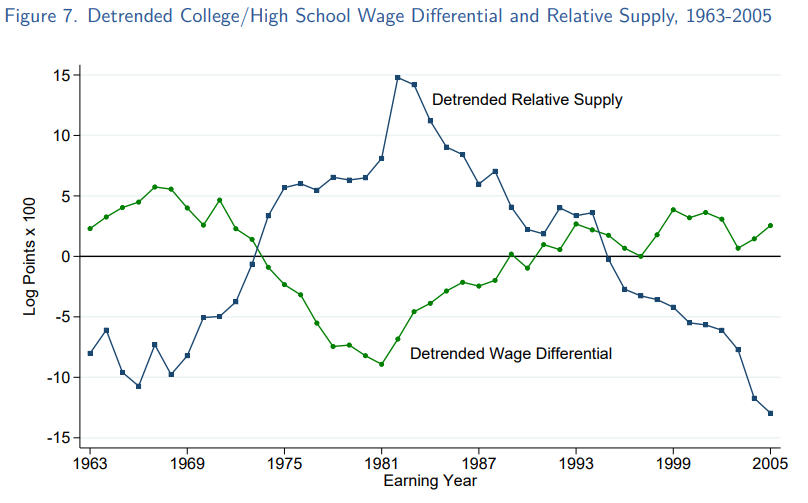 Figure 7. Detrended College/High School Wage Differential and Relative Supply, 1963-2005
15
Detrended Relative Supply
10
5
0
-5
Detrended Wage Differential
-10
-15
Log Points x 100
1963 1969 1975 1981 1987 1993 1999 2005
Earning Year